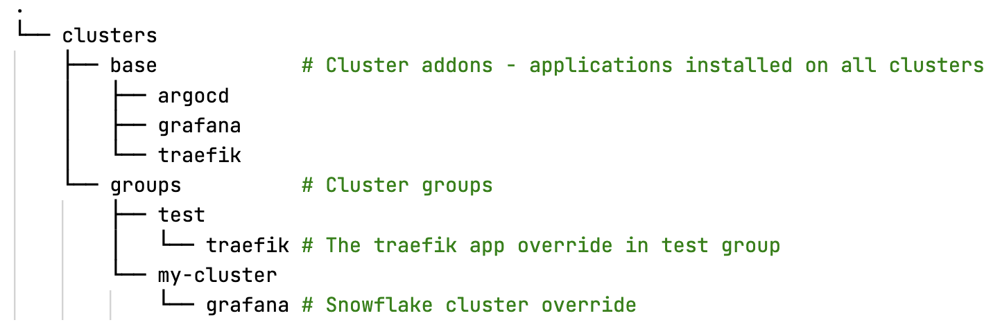 .
└── clusters
    ├── base            # Cluster addons - applications installed on all clusters
    │   ├── argocd
    │   ├── grafana
    │   └── traefik
    └── groups          # Cluster groups
        ├── test
        │   └── traefik # The traefik app override in test group
        └── my-cluster
            └── grafana # Snowflake cluster override